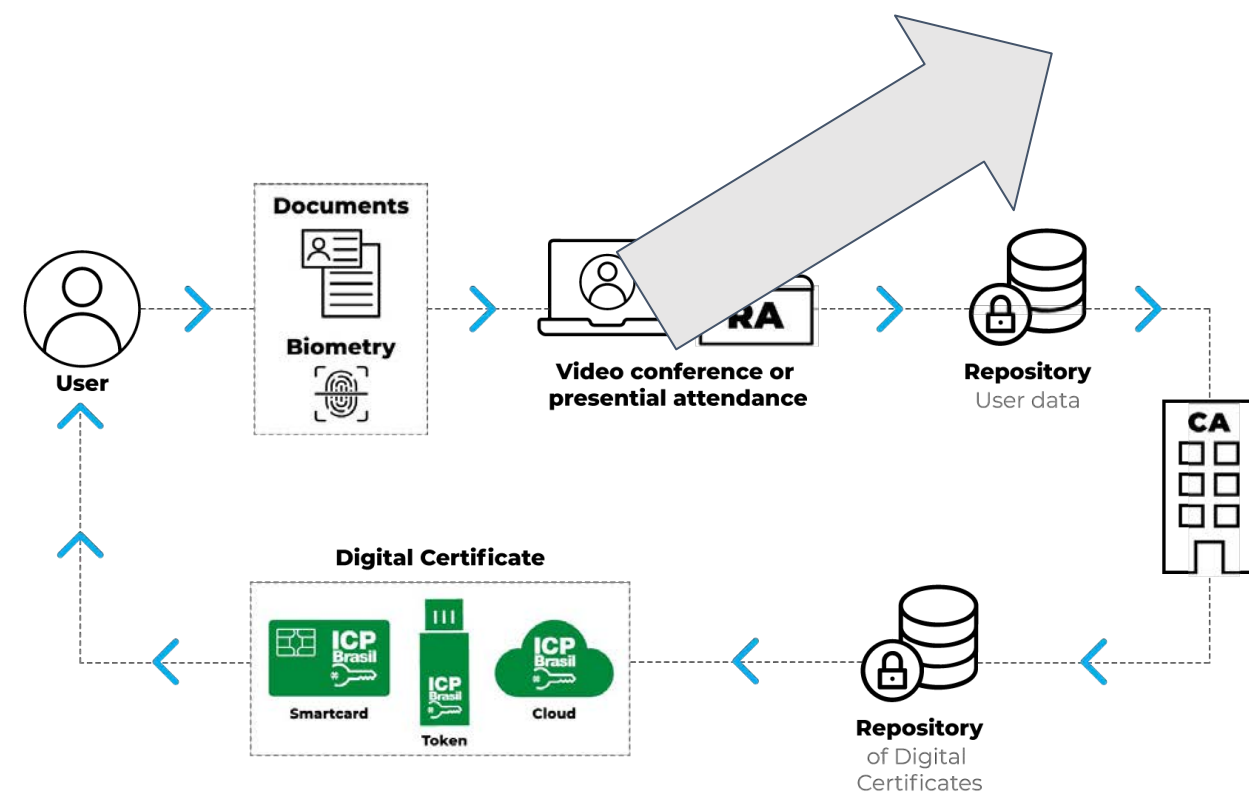 Documents
Biometry
User
RA
Video conference or
presential attendance
Repository
User data
CA
Digital Certificate
ICP
Brasil
Smartcard
ICP
Brasil
Token
ICP
Brasil
Cloud
Repository
of Digital
Certificates